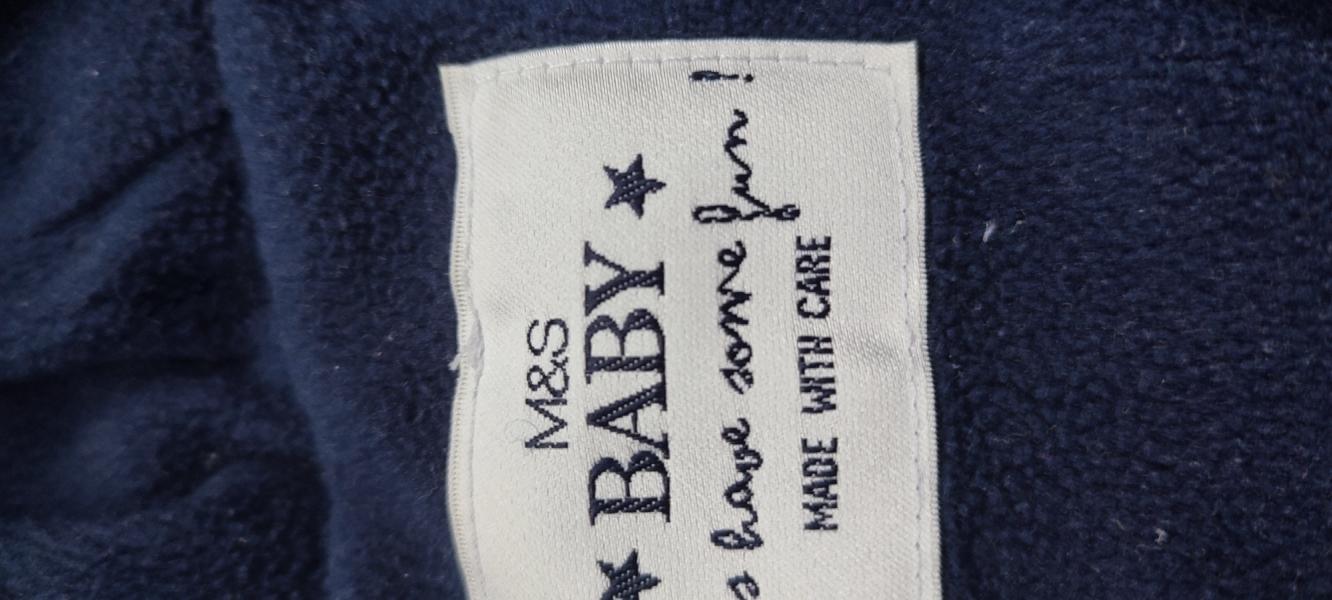 M&S
★ BABY ★
s have some fun!
MADE WITH CARE